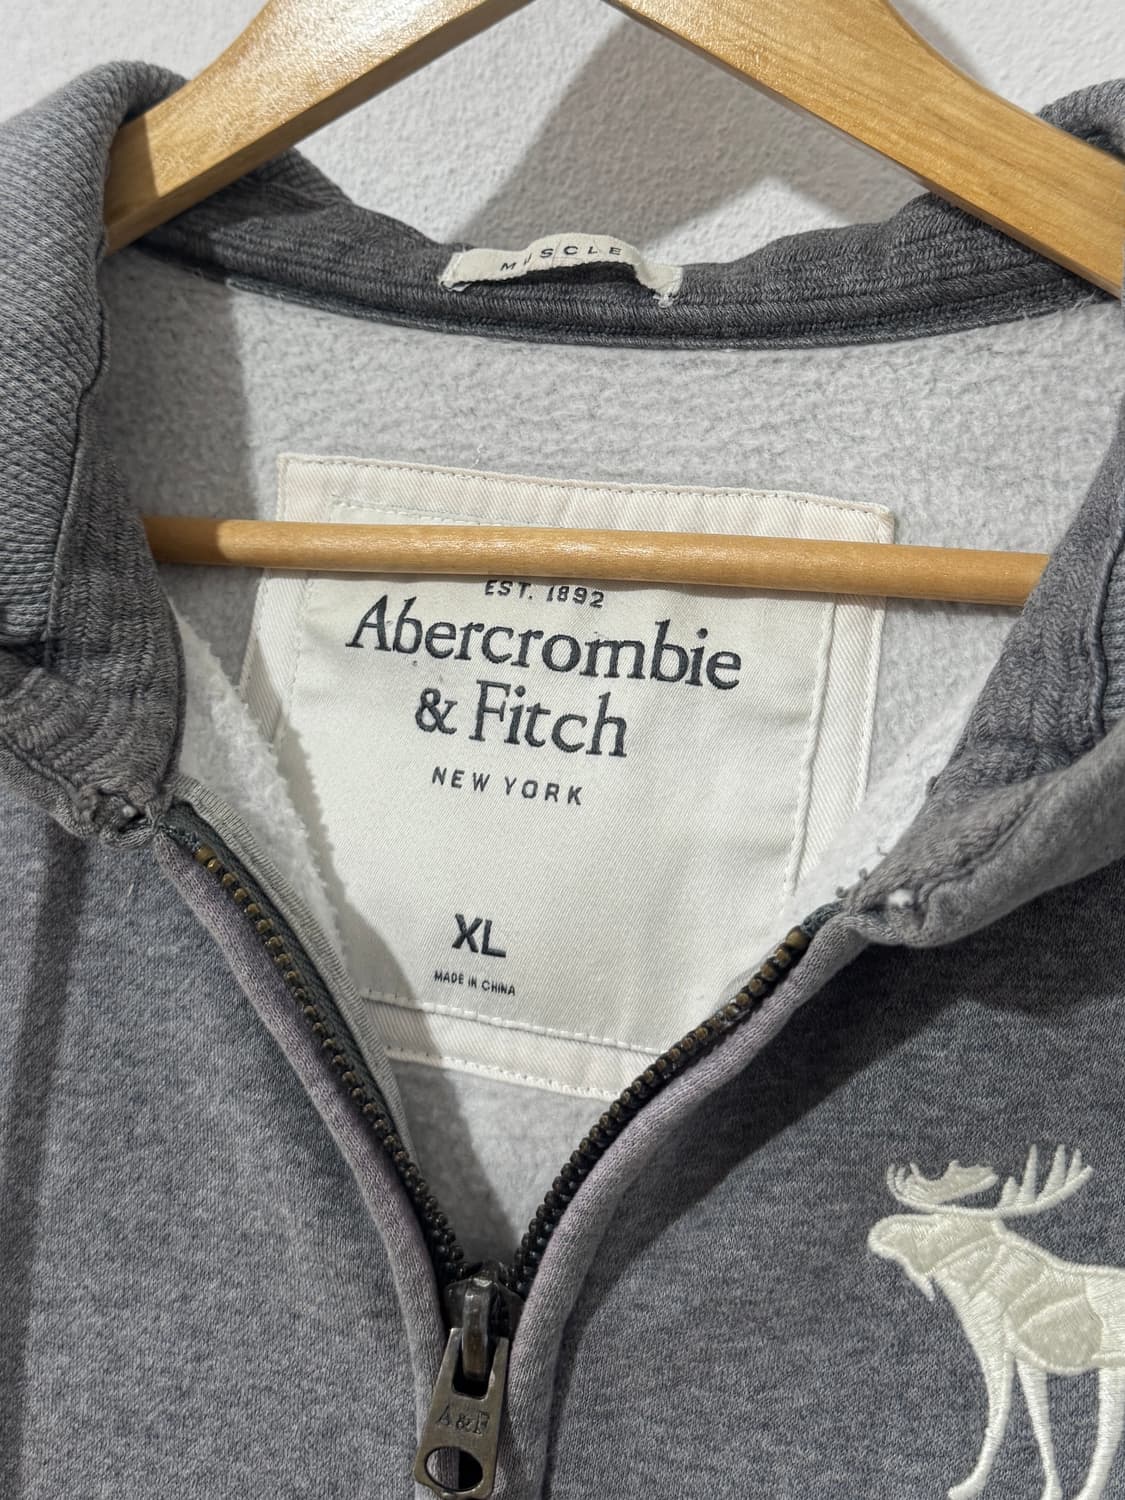 MUSCLE
EST. 1892
Abercrombie
& Fitch
NEW YORK
XL
MADE IN CHINA
A&F